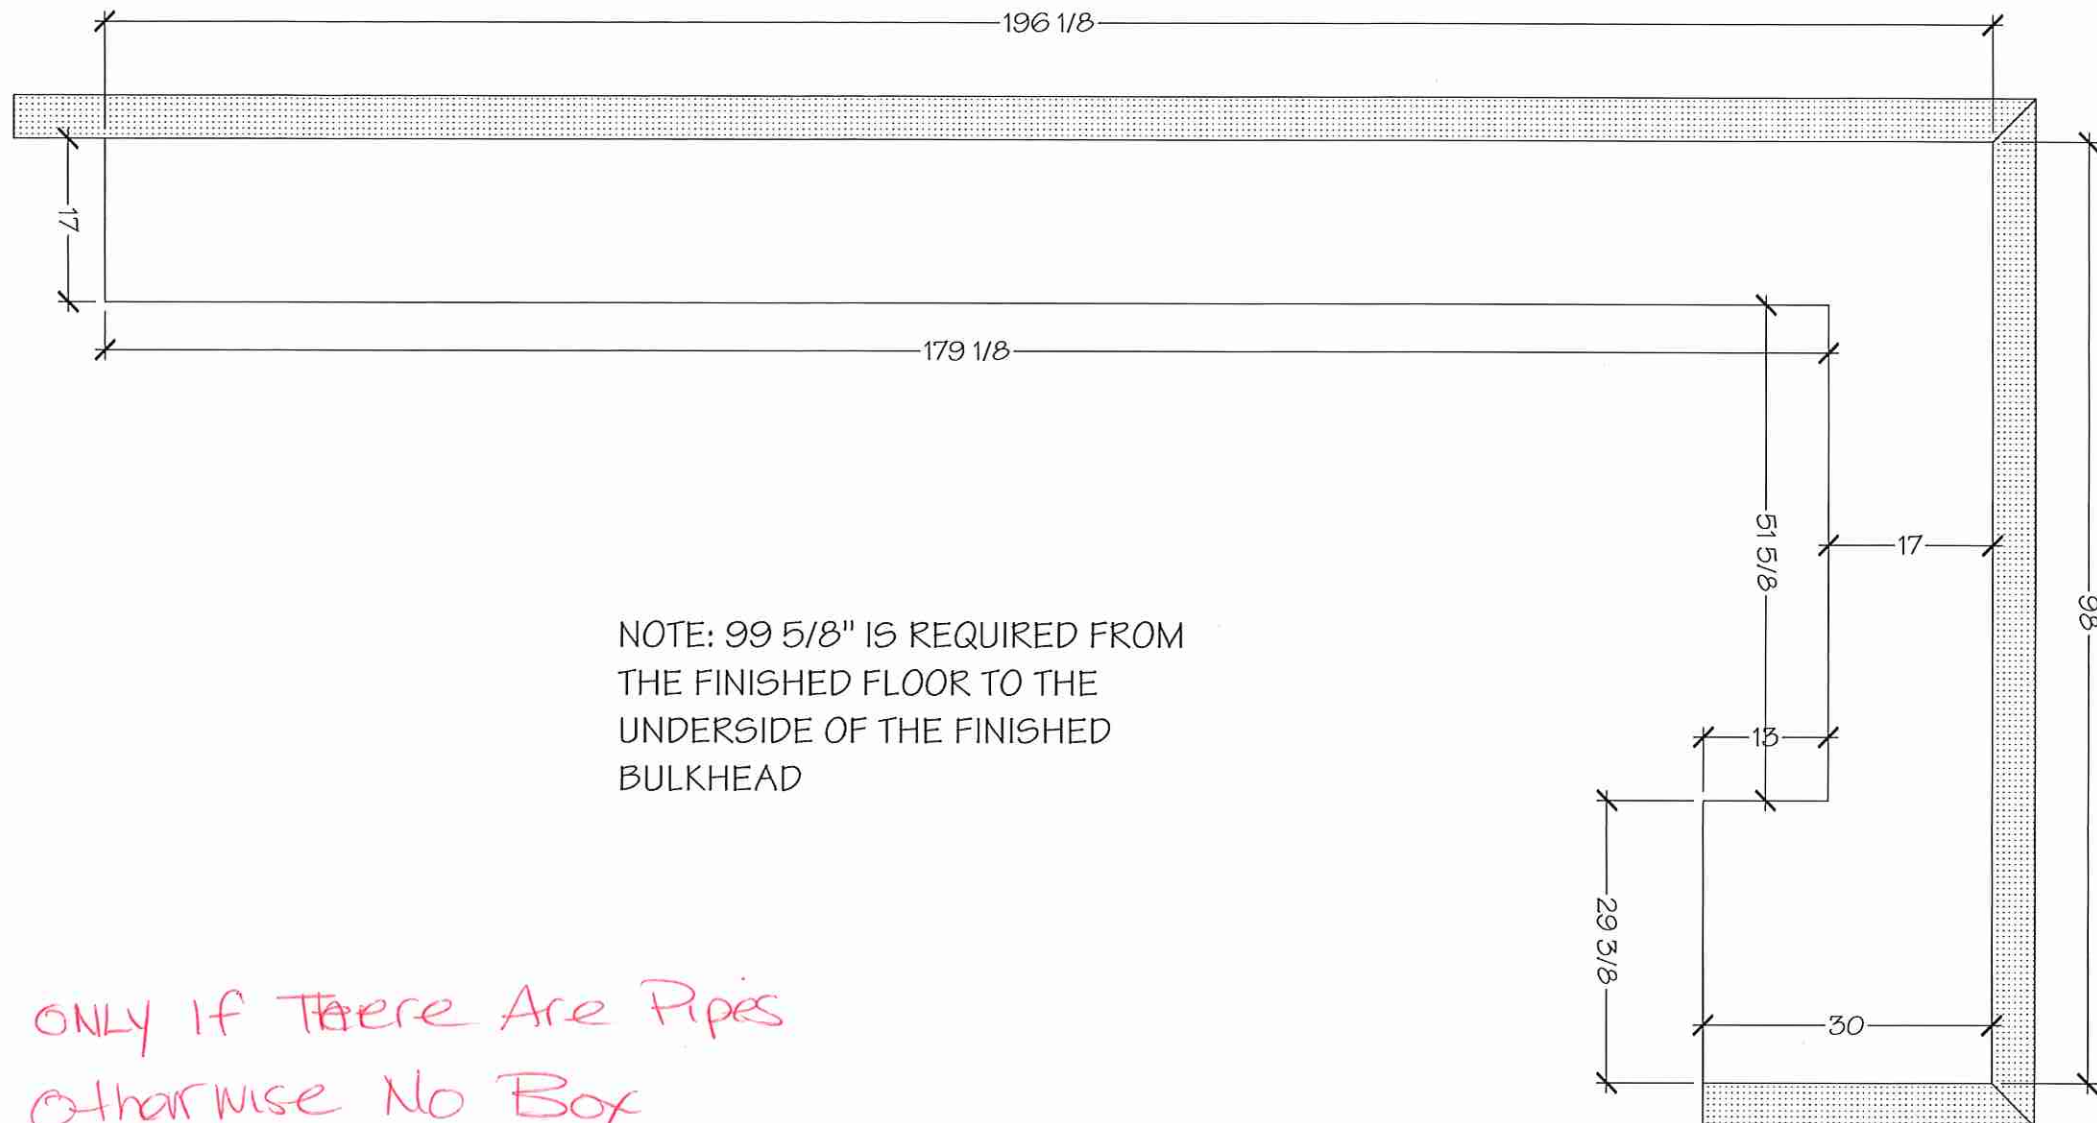 196 1/8
17
179 1/8
51 5/8
17
98
NOTE: 99 5/8" IS REQUIRED FROM
THE FINISHED FLOOR TO THE
UNDERSIDE OF THE FINISHED
BULKHEAD
13
29 3/8
30
ONLY If There Are Pipes
Otharwise No Box